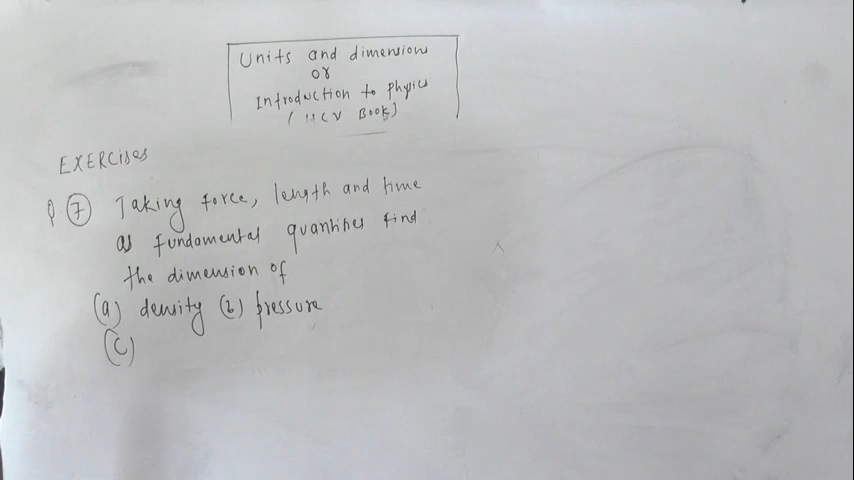 Units and dimensions
or
Introduction to Physics
( HCV Book)
EXERCises
Q ⑦ Taking force, length and time
as fundamental quantities find
the dimension of
(a) density (b) pressure
(C)